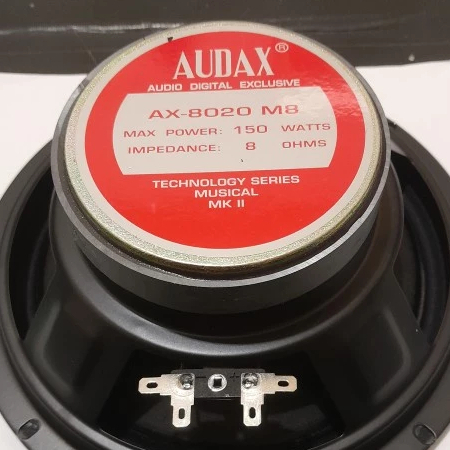 AUDAX®
AUDIO DIGITAL EXCLUSIVE
AX-8020 M8
MAX POWER: 150 WATTS
IMPEDANCE: 8 OHMS
TECHNOLOGY SERIES
MUSICAL
MK II